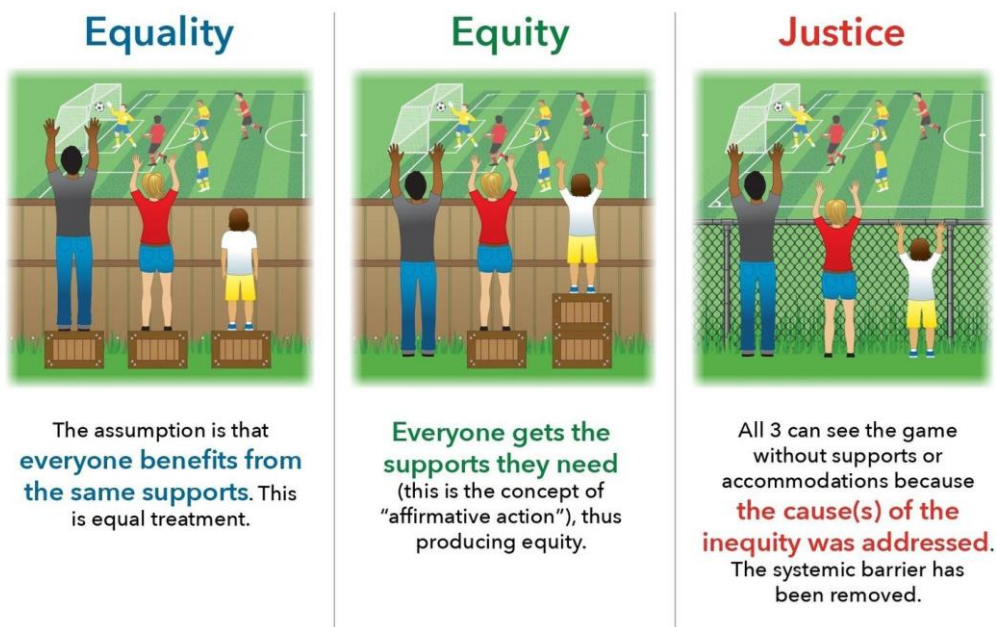 Equality
The assumption is that
everyone benefits from
the same supports. This
is equal treatment.
Equity
Everyone gets the
supports they need
(this is the concept of
“affirmative action”), thus
producing equity.
Justice
All 3 can see the game
without supports or
accommodations because
the cause(s) of the
inequity was addressed.
The systemic barrier has
been removed.